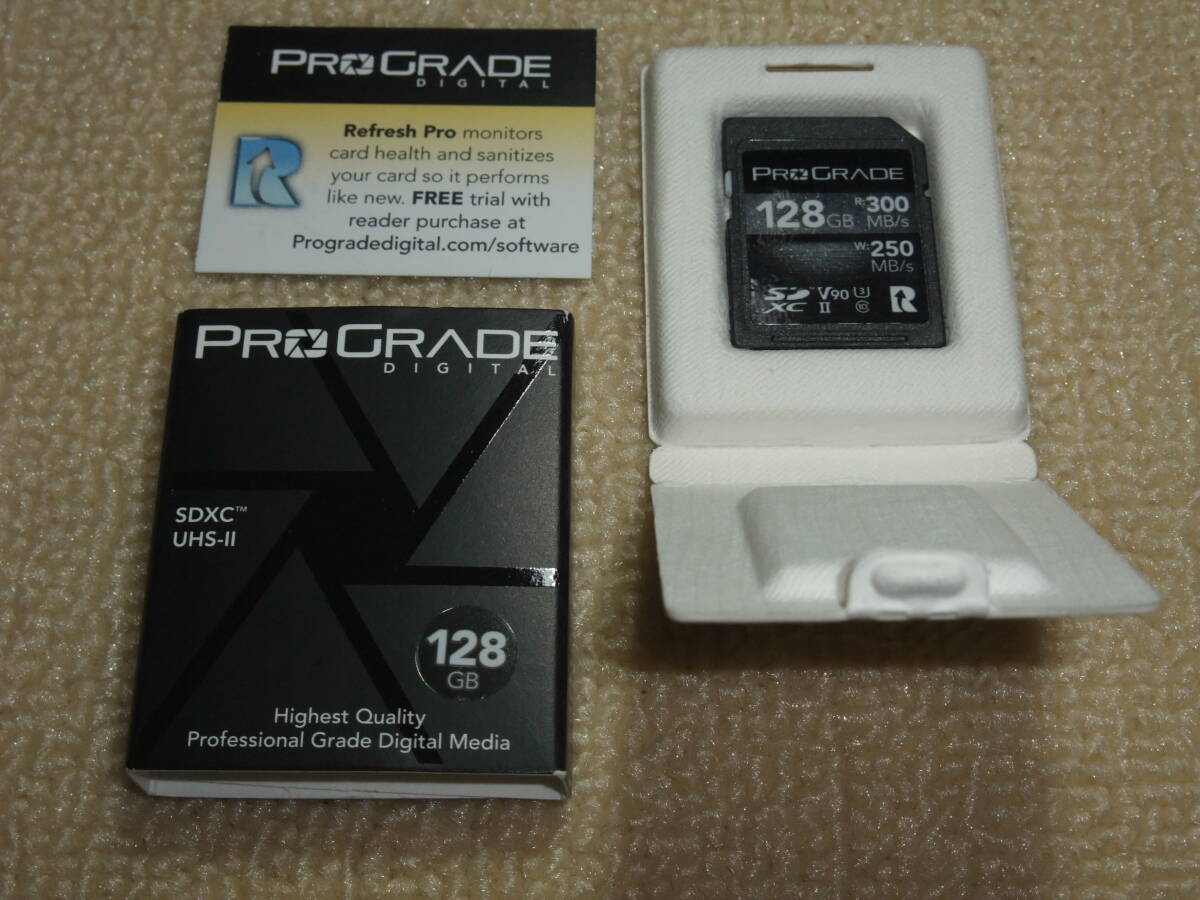 PROGRADE
DIGITAL
Refresh Pro monitors
card health and sanitizes
your card so it performs
like new. FREE trial with
reader purchase at
Progradedigital.com/software
R
PROGRADE
128GB R:300
MB/s
W:250
MB/s
SD XC™ II V90 U3 10 R
PROGRADE
DIGITAL
SDXC™
UHS-II
128
GB
Highest Quality
Professional Grade Digital Media